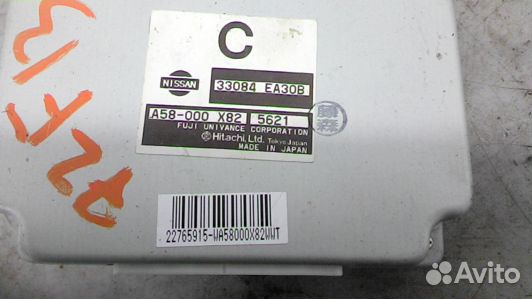 C
NISSAN
33084 EA30B
A58-000 X82 5621
FUJI UNIVANCE CORPORATION
Hitachi, Ltd. Tokyo Japan
MADE IN JAPAN
22765915-WA58000X82WWT
Avito